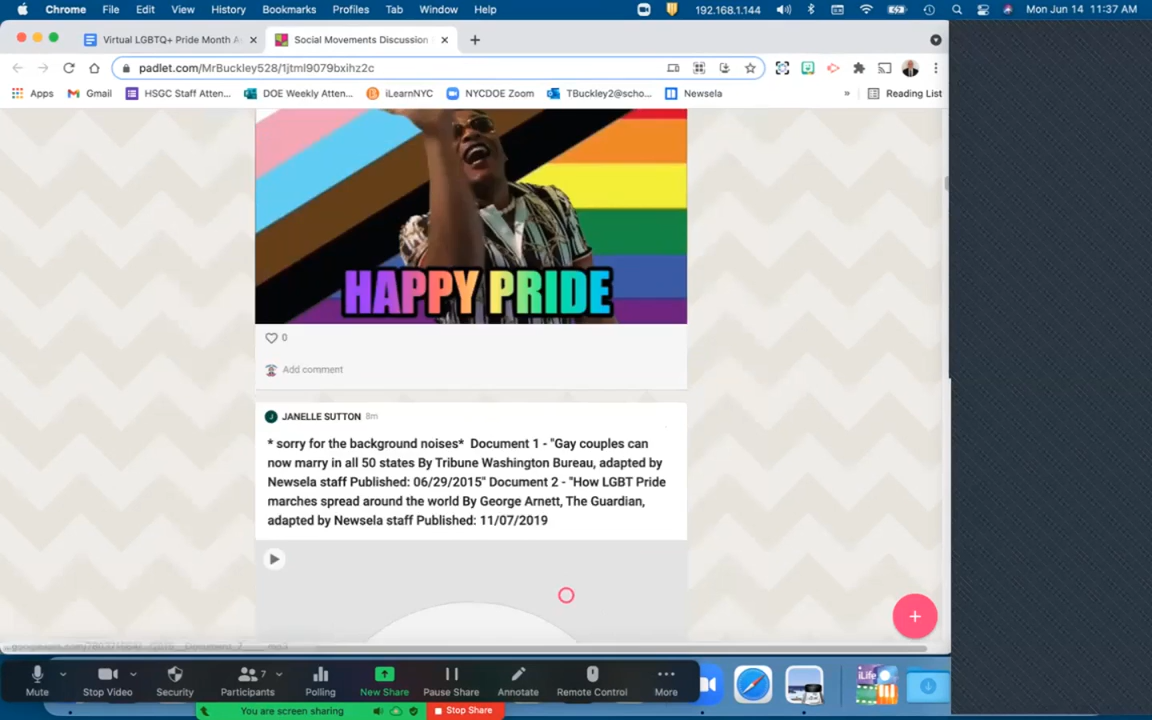 Chrome File Edit View History Bookmarks Profiles Tab Window Help 192.168.1.144 Mon Jun 14 11:37 AM
Virtual LGBTQ+ Pride Month A Social Movements Discussion
padlet.com/MrBuckley528/1jtml9079bxihz2c
Apps Gmail HSGC Staff Atten... DOE Weekly Atten... iLearnNYC NYCDOE Zoom TBuckley2@scho... Newsela » Reading List
HAPPY PRIDE
0
Add comment
JANELLE SUTTON 8m
* sorry for the background noises* Document 1 - "Gay couples can
now marry in all 50 states By Tribune Washington Bureau, adapted by
Newsela staff Published: 06/29/2015" Document 2 - "How LGBT Pride
marches spread around the world By George Arnett, The Guardian,
adapted by Newsela staff Published: 11/07/2019
+
7
Mute Stop Video Security Participants Polling New Share Pause Share Annotate Remote Control More
iLife
You are screen sharing Stop Share